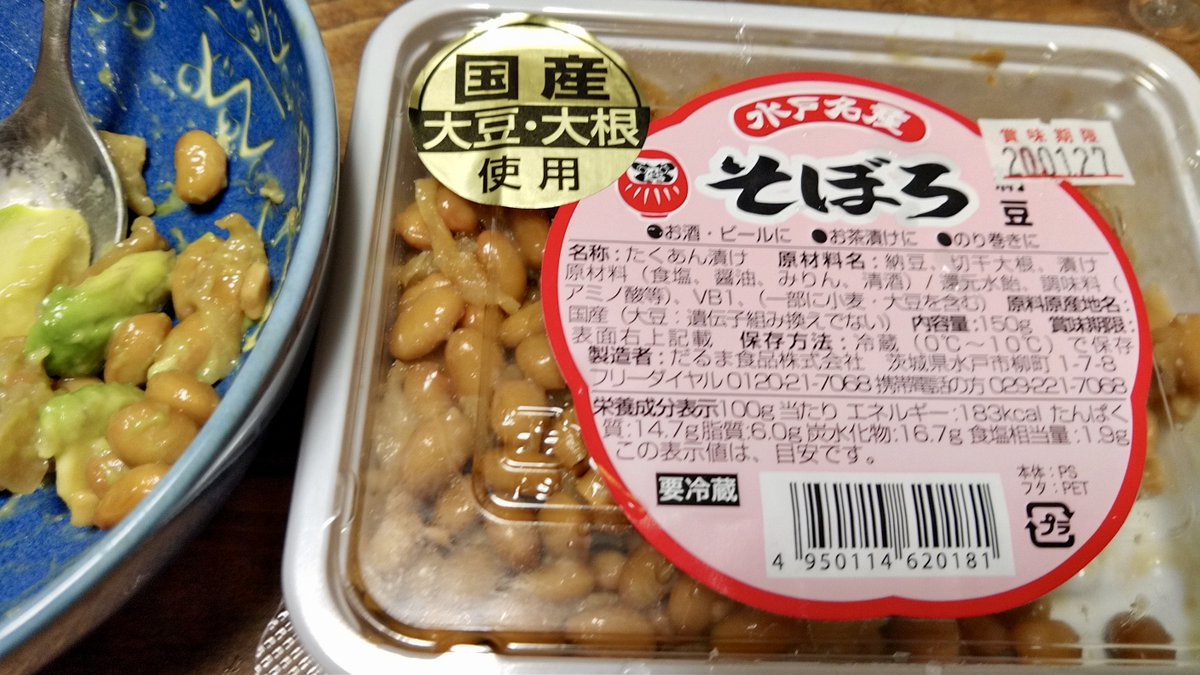 国産
大豆・大根
使用
水戸名産
そぼろ
豆
賞味期限
20.01.27
●お酒・ビールに ●お茶漬けに ●のり巻きに
名称:たくあん漬け 原材料名:納豆、切干大根、漬け
原材料(食塩、醤油、みりん、清酒)/還元水飴、調味料(
アミノ酸等)、VB1、(一部に小麦・大豆を含む) 原料原産地名:
国産(大豆:遺伝子組み換えでない) 内容量:150g 賞味期限:
表面右上記載 保存方法:冷蔵(0℃~10℃)で保存
製造者:だるま食品株式会社 茨城県水戸市柳町1-7-8
フリーダイヤル0120-21-7068 携帯電話の方029-221-7068
栄養成分表示100g当たり エネルギー:183kcal たんぱく
質:14.7g 脂質:6.0g 炭水化物:16.7g 食塩相当量:1.9g
この表示値は、目安です。
要冷蔵
本体:PS
フタ:PET
プラ
4 950114 620181